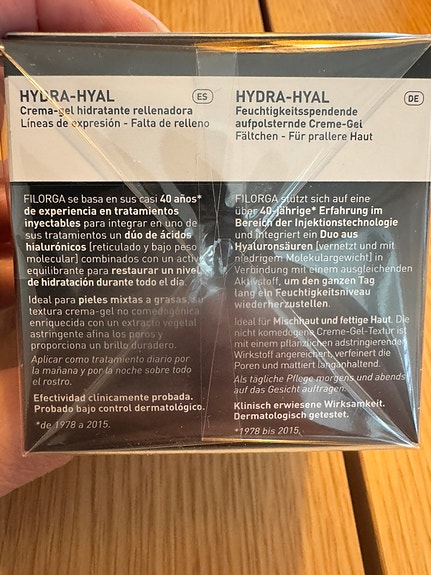 HYDRA-HYAL ES
Crema-gel hidratante rellenadora
Líneas de expresión - Falta de relleno
FILORGA se basa en sus casi 40 años*
de experiencia en tratamientos
inyectables para integrar en uno de
sus tratamientos un dúo de ácidos
hialurónicos [reticulado y bajo peso
molecular] combinados con un activ
equilibrante para restaurar un nivel
de hidratación durante todo el día.
Ideal para pieles mixtas a grasas, su
textura crema-gel no comedogénica
enriquecida con un extracto vegetal
astringente afina los poros y
proporciona un brillo duradero.
Aplicar como tratamiento diario por
la mañana y por la noche sobre todo
el rostro.
Efectividad clínicamente probada.
Probado bajo control dermatológico.
*de 1978 a 2015.
HYDRA-HYAL DE
Feuchtigkeitsspendende
aufpolsternde Creme-Gel
Fältchen - Für prallere Haut
FILORGA stützt sich auf eine
über 40-jährige* Erfahrung im
Bereich der Injektionstechnologie
und integriert ein Duo aus
Hyaluronsäuren [vernetzt und mit
niedrigem Molekulargewicht] in
Verbindung mit einem ausgleichenden
Aktivstoff, um den ganzen Tag
lang ein Feuchtigkeitsniveau
wiederherzustellen.
Ideal für Mischhaut und fettige Haut. Die
nicht komedogene Creme-Gel-Textur ist
mit einem pflanzlichen adstringierenden
Wirkstoff angereichert, verfeinert die
Poren und mattiert langanhaltend.
Als tägliche Pflege morgens und abends
auf das Gesicht auftragen.
Klinisch erwiesene Wirksamkeit.
Dermatologisch getestet.
*1978 bis 2015.